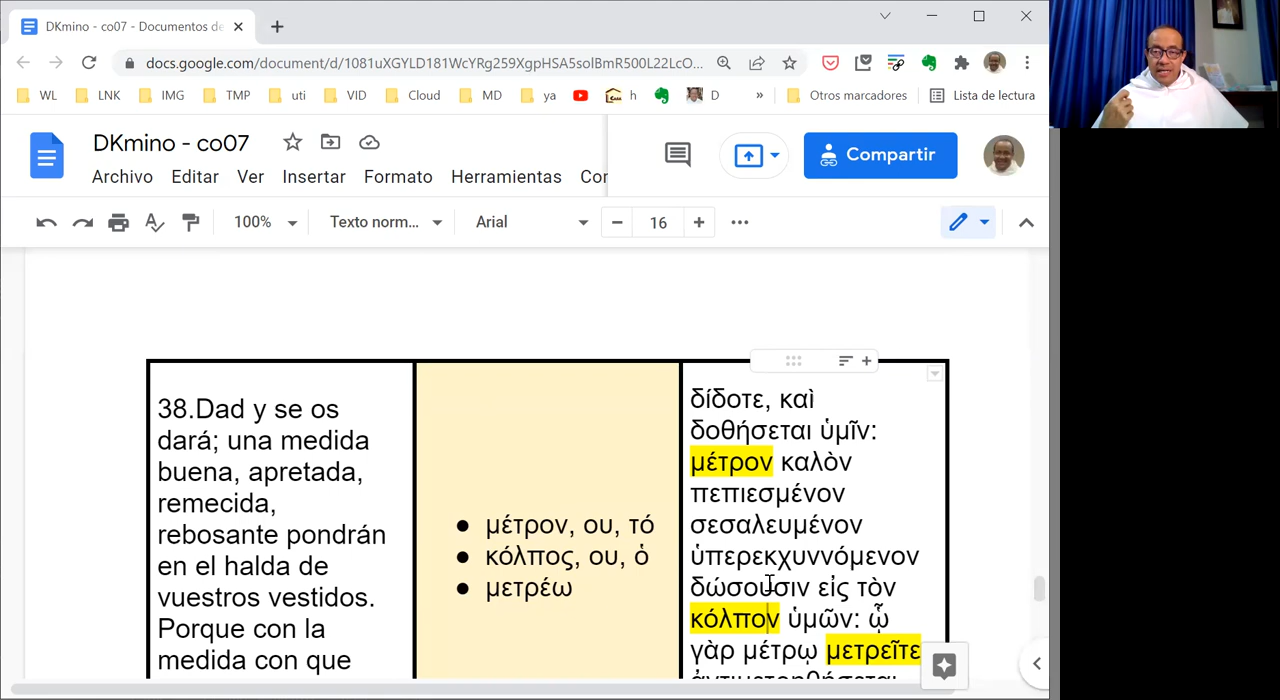 DKmino - co07 - Documentos de
docs.google.com/document/d/1081uXGYLD181WcYRg259XgpHSA5solBmR500L22LcO...
WL LNK IMG TMP uti VID Cloud MD ya h D » Otros marcadores Lista de lectura
DKmino - co07
Compartir
Archivo Editar Ver Insertar Formato Herramientas Cor
100% Texto norm... Arial 16
38.Dad y se os
dará; una medida
buena, apretada,
remecida,
rebosante pondrán
en el halda de
vuestros vestidos.
Porque con la
medida con que
● μέτρον, ου, τό
● κόλπος, ου, ὁ
● μετρέω
δίδοτε, καὶ
δοθήσεται ὑμῖν:
μέτρον καλὸν
πεπιεσμένον
σεσαλευμένον
ὑπερεκχυννόμενον
δώσουσιν εἰς τὸν
κόλπον ὑμῶν: ᾧ
γὰρ μέτρῳ μετρεῖτε